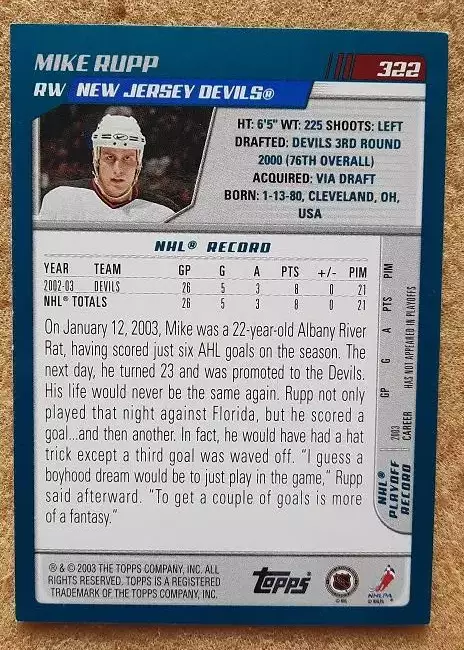 MIKE RUPP
322
RW NEW JERSEY DEVILS®
HT: 6'5" WT: 225 SHOOTS: LEFT
DRAFTED: DEVILS 3RD ROUND
2000 (76TH OVERALL)
ACQUIRED: VIA DRAFT
BORN: 1-13-80, CLEVELAND, OH,
USA
NHL® RECORD
YEAR TEAM GP G A PTS +/- PIM
2002-03 DEVILS 26 5 3 8 0 21
NHL® TOTALS 26 5 3 8 0 21
On January 12, 2003, Mike was a 22-year-old Albany River
Rat, having scored just six AHL goals on the season. The
next day, he turned 23 and was promoted to the Devils.
His life would never be the same again. Rupp not only
played that night against Florida, but he scored a
goal...and then another. In fact, he would have had a hat
trick except a third goal was waved off. "I guess a
boyhood dream would be to just play in the game," Rupp
said afterward. "To get a couple of goals is more
of a fantasy."
NHL®
PLAYOFF
RECORD
2003 GP G A PTS PIM
CAREER HAS NOT APPEARED IN PLAYOFFS
® & © 2003 THE TOPPS COMPANY, INC. ALL
RIGHTS RESERVED. TOPPS IS A REGISTERED
TRADEMARK OF THE TOPPS COMPANY, INC.
Topps
NHL
NHLPA